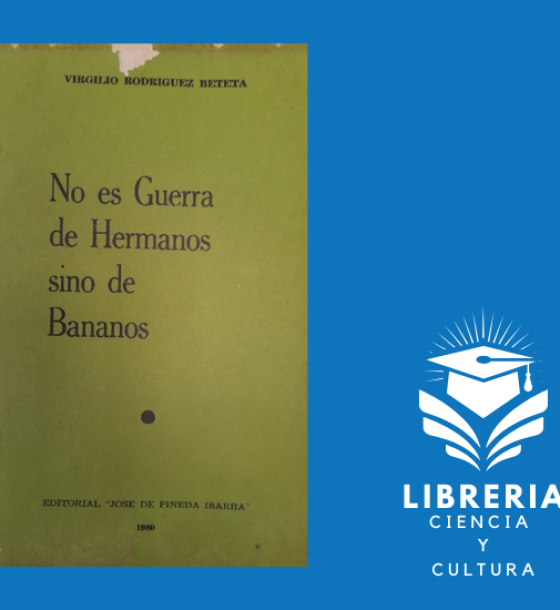 VIRGILIO RODRIGUEZ BETETA
No es Guerra
de Hermanos
sino de
Bananos
EDITORIAL "JOSE DE PINEDA IBARRA"
1980
LIBRERIA
CIENCIA
Y
CULTURA